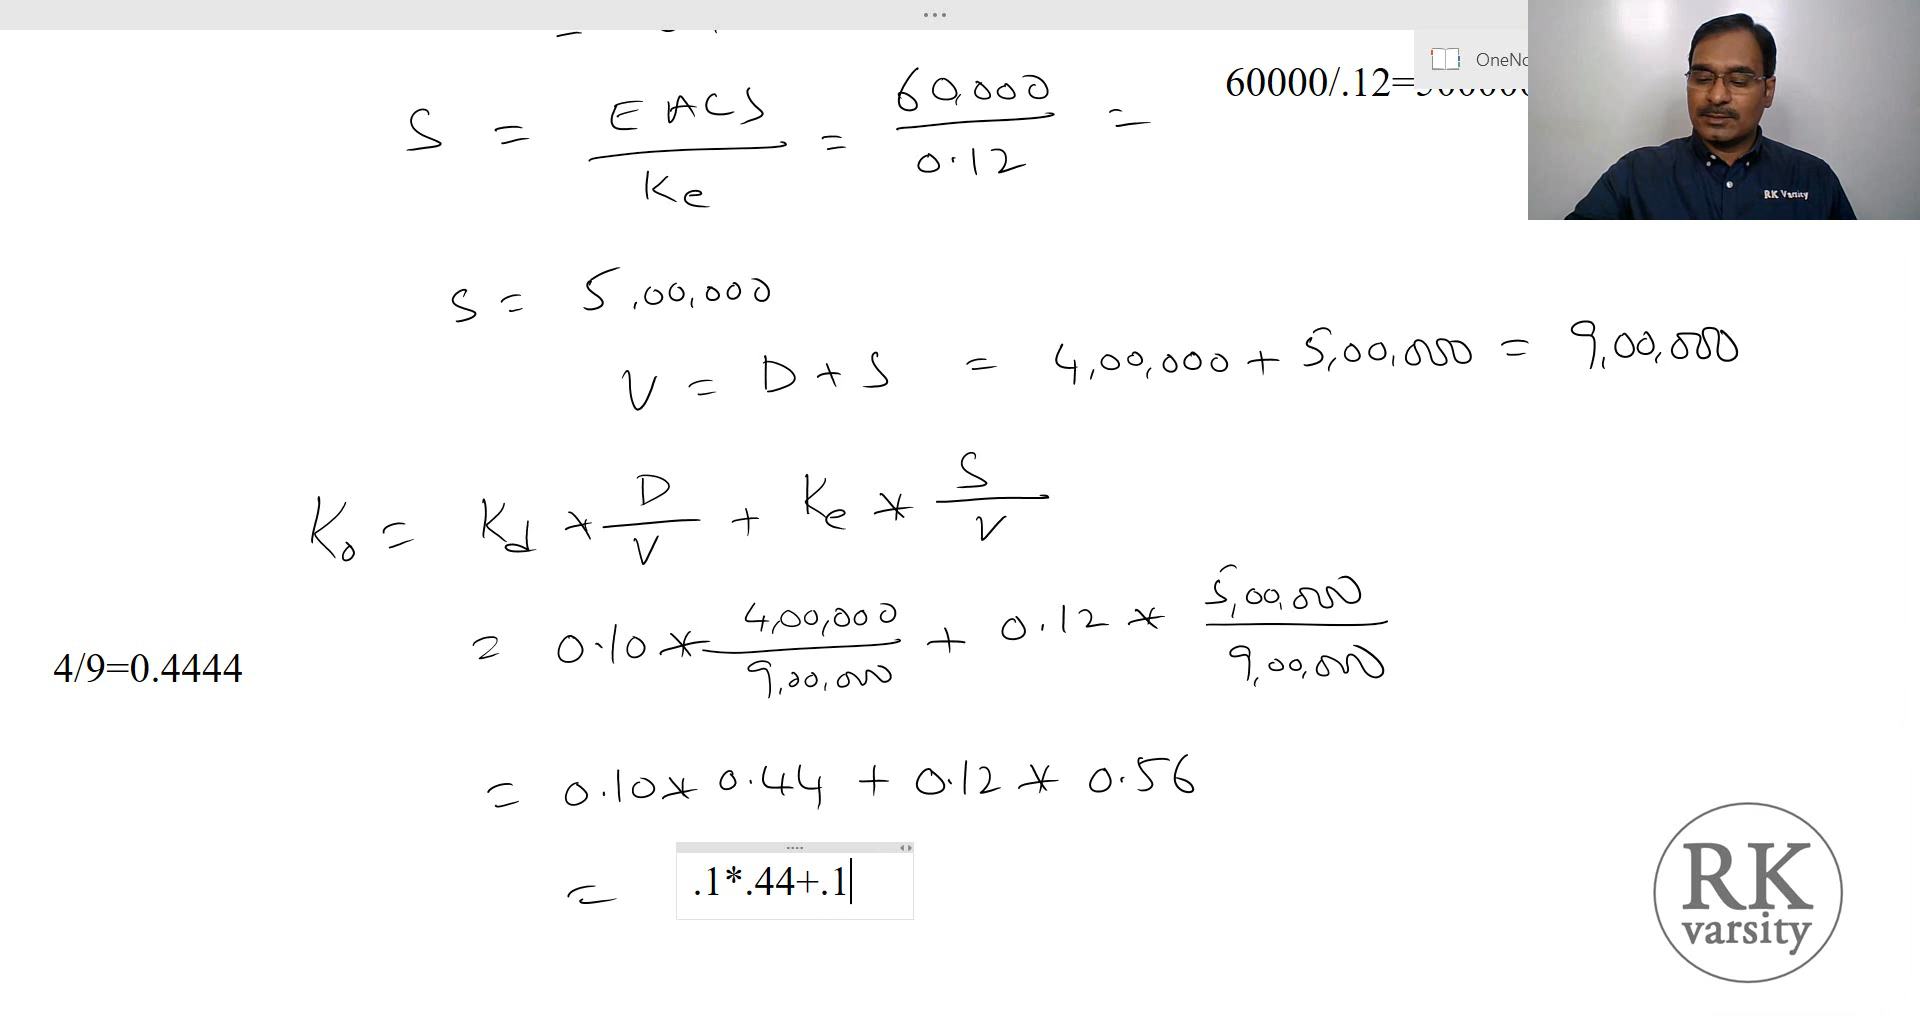 OneNo
60000/.12=
S = EACS / Ke = 60,000 / 0.12 =
RK Varsity
S = 5,00,000
V = D + S = 4,00,000 + 5,00,000 = 9,00,000
Ko = Kd * D/V + Ke * S/V
= 0.10 * 4,00,000 / 9,00,000 + 0.12 * 5,00,000 / 9,00,000
4/9=0.4444
= 0.10 * 0.44 + 0.12 * 0.56
= .1*.44+.1
RK
varsity